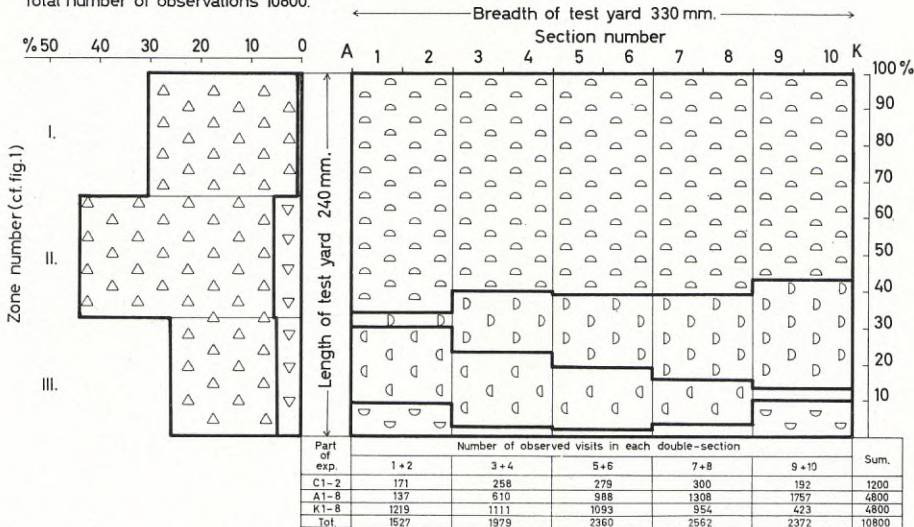 Total number of observations 10800.
Breadth of test yard 330 mm.
Section number
% 50 40 30 20 10 0 A 1 2 3 4 5 6 7 8 9 10 K
100 %
90
80
70
60
50
40
30
20
10
Zone number (cf. fig.1)
I.
II.
III.
Length of test yard 240 mm.
Part of exp. Number of observed visits in each double-section Sum.
1+2 3+4 5+6 7+8 9+10
C1-2 171 258 279 300 192 1200
A1-8 137 610 988 1308 1757 4800
K1-8 1219 1111 1093 954 423 4800
Tot. 1527 1979 2360 2562 2372 10800